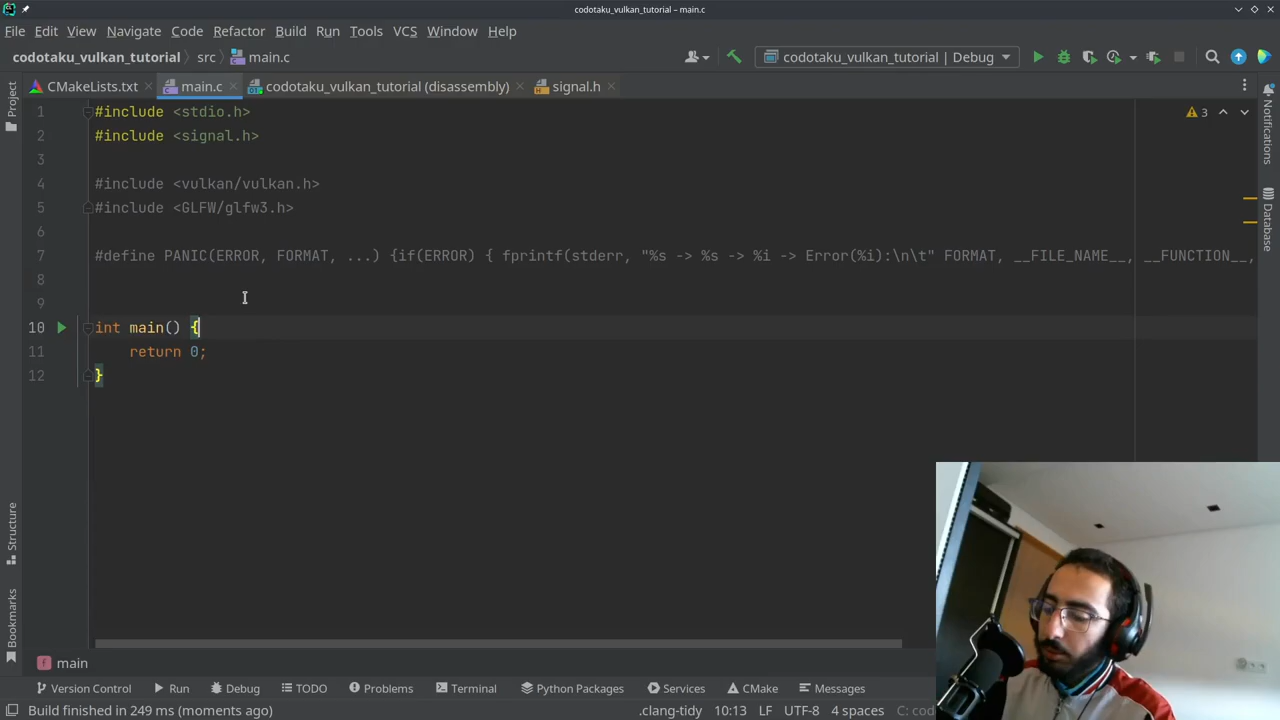 codotaku_vulkan_tutorial – main.c
File Edit View Navigate Code Refactor Build Run Tools VCS Window Help
codotaku_vulkan_tutorial src main.c codotaku_vulkan_tutorial | Debug
CMakeLists.txt main.c codotaku_vulkan_tutorial (disassembly) signal.h
Project
Structure
Bookmarks
Notifications
Database
3
1 #include <stdio.h>
2 #include <signal.h>
3
4 #include <vulkan/vulkan.h>
5 #include <GLFW/glfw3.h>
6
7 #define PANIC(ERROR, FORMAT, ...) {if(ERROR) { fprintf(stderr, "%s -> %s -> %i -> Error(%i):\n\t" FORMAT, __FILE_NAME__, __FUNCTION__,
8
9
10 int main() {
11 return 0;
12 }
main
Version Control Run Debug TODO Problems Terminal Python Packages Services CMake Messages
Build finished in 249 ms (moments ago) .clang-tidy 10:13 LF UTF-8 4 spaces C: cod